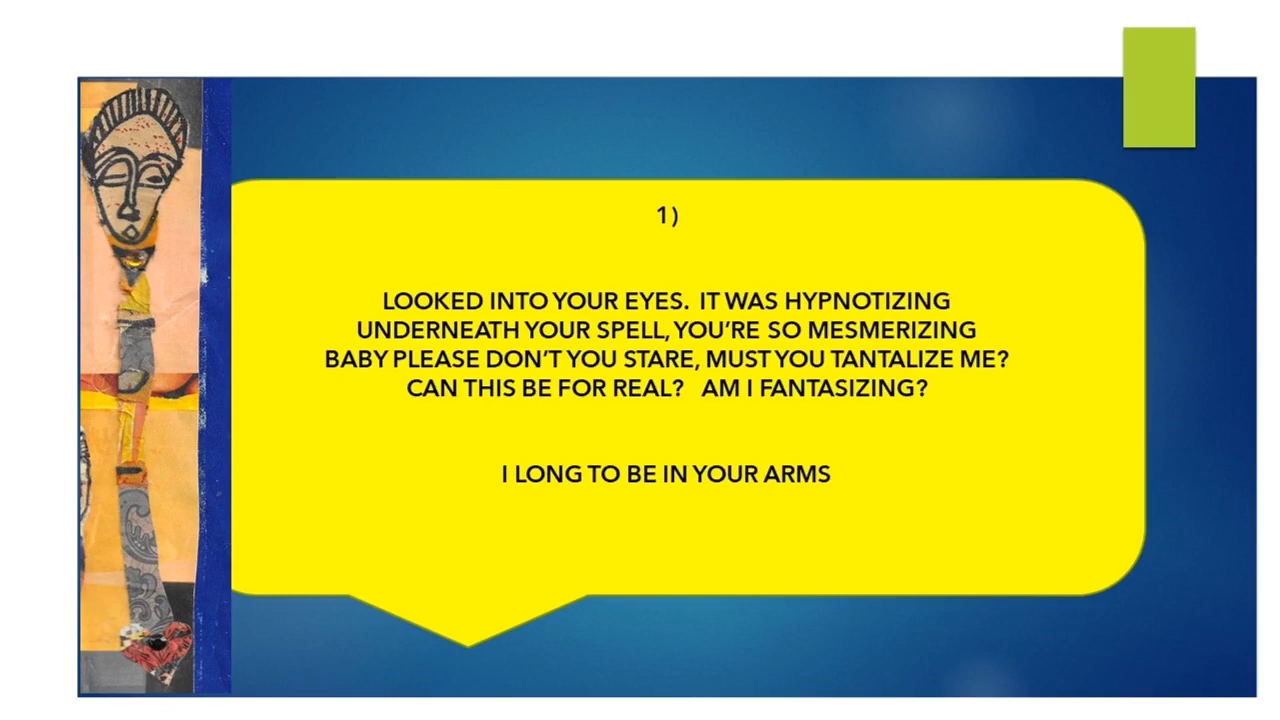 1)
LOOKED INTO YOUR EYES. IT WAS HYPNOTIZING
UNDERNEATH YOUR SPELL, YOU’RE SO MESMERIZING
BABY PLEASE DON’T YOU STARE, MUST YOU TANTALIZE ME?
CAN THIS BE FOR REAL? AM I FANTASIZING?
I LONG TO BE IN YOUR ARMS